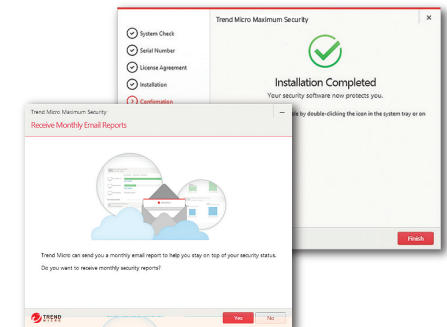 Trend Micro Maximum Security
System Check
Serial Number
License Agreement
Installation
Confirmation
Installation Completed
Your security software now protects you.
by double-clicking the icon in the system tray or on
Finish
Trend Micro Maximum Security
Receive Monthly Email Reports
Trend Micro can send you a monthly email report to help you stay on top of your security status.
Do you want to receive monthly security reports?
TREND
MICRO
Yes
No